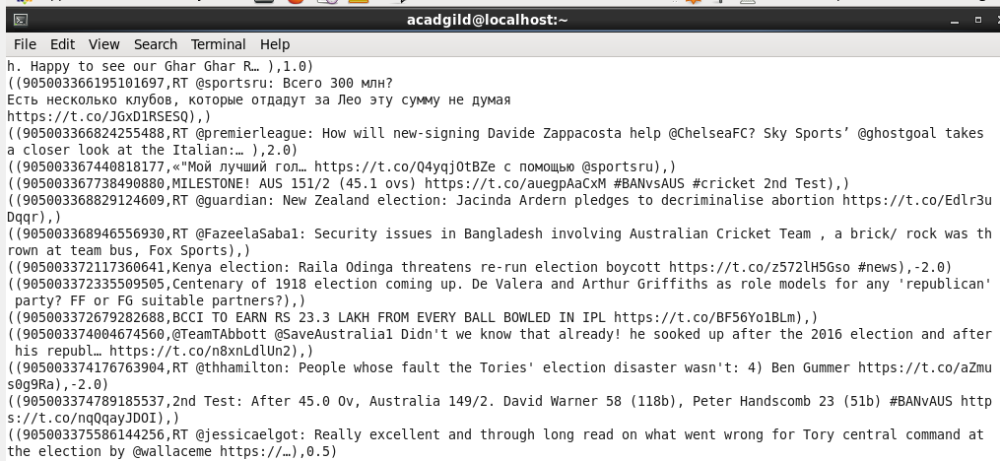 acadgild@localhost:~
File Edit View Search Terminal Help
h. Happy to see our Ghar Ghar R… ),1.0)
((905003366195101697,RT @sportsru: Всего 300 млн?
Есть несколько клубов, которые отдадут за Лео эту сумму не думая
https://t.co/JGxD1RSESQ),)
((905003366824255488,RT @premierleague: How will new-signing Davide Zappacosta help @ChelseaFC? Sky Sports’ @ghostgoal takes
a closer look at the Italian:… ),2.0)
((905003367440818177,«"Мой лучший гол… https://t.co/Q4yqjOtBZe с помощью @sportsru),)
((905003367738490880,MILESTONE! AUS 151/2 (45.1 ovs) https://t.co/auegpAaCxM #BANvsAUS #cricket 2nd Test),)
((905003368829124609,RT @guardian: New Zealand election: Jacinda Ardern pledges to decriminalise abortion https://t.co/Edlr3u
Dqqr),)
((905003368946556930,RT @FazeelaSaba1: Security issues in Bangladesh involving Australian Cricket Team , a brick/ rock was th
rown at team bus, Fox Sports),)
((905003372117360641,Kenya election: Raila Odinga threatens re-run election boycott https://t.co/z572lH5Gso #news),-2.0)
((905003372335509505,Centenary of 1918 election coming up. De Valera and Arthur Griffiths as role models for any 'republican'
party? FF or FG suitable partners?),)
((905003372679282688,BCCI TO EARN RS 23.3 LAKH FROM EVERY BALL BOWLED IN IPL https://t.co/BF56Yo1BLm),)
((905003374004674560,@TeamTAbbott @SaveAustralia1 Didn't we know that already! he sooked up after the 2016 election and after
his republ… https://t.co/n8xnLdlUn2),)
((905003374176763904,RT @thhamilton: People whose fault the Tories' election disaster wasn't: 4) Ben Gummer https://t.co/aZmu
s0g9Ra),-2.0)
((905003374789185537,2nd Test: After 45.0 Ov, Australia 149/2. David Warner 58 (118b), Peter Handscomb 23 (51b) #BANvAUS http
s://t.co/nqQqayJDOI),)
((905003375586144256,RT @jessicaelgot: Really excellent and through long read on what went wrong for Tory central command at
the election by @wallaceme https://…),0.5)